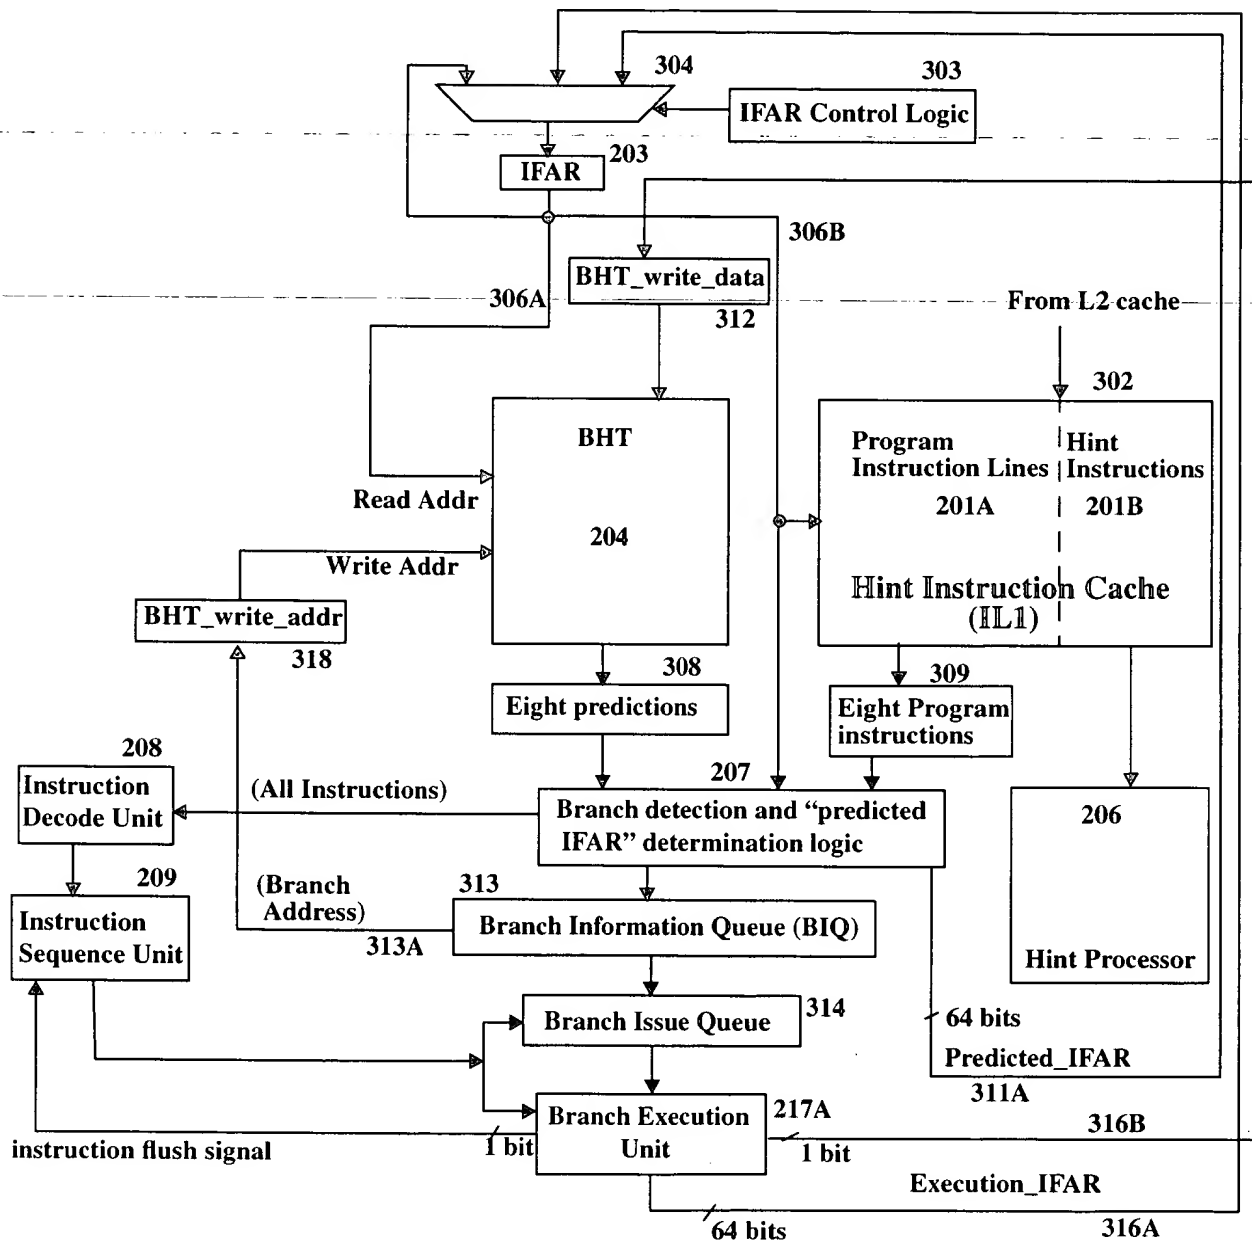 304
303
IFAR Control Logic
203
IFAR
306B
BHT_write_data
306A
312
From L2 cache
302
BHT
Program
Instruction Lines
Hint
Instructions
201A
201B
Read Addr
204
Write Addr
Hint Instruction Cache
(IL1)
BHT_write_addr
318
308
309
Eight predictions
Eight Program
instructions
208
207
Instruction
Decode Unit
(All Instructions)
Branch detection and “predicted
IFAR” determination logic
206
209
(Branch
Address)
313
Instruction
Sequence Unit
313A
Branch Information Queue (BIQ)
Hint Processor
Branch Issue Queue
314
64 bits
Predicted_IFAR
311A
Branch Execution
Unit
217A
316B
instruction flush signal
1 bit
1 bit
Execution_IFAR
64 bits
316A